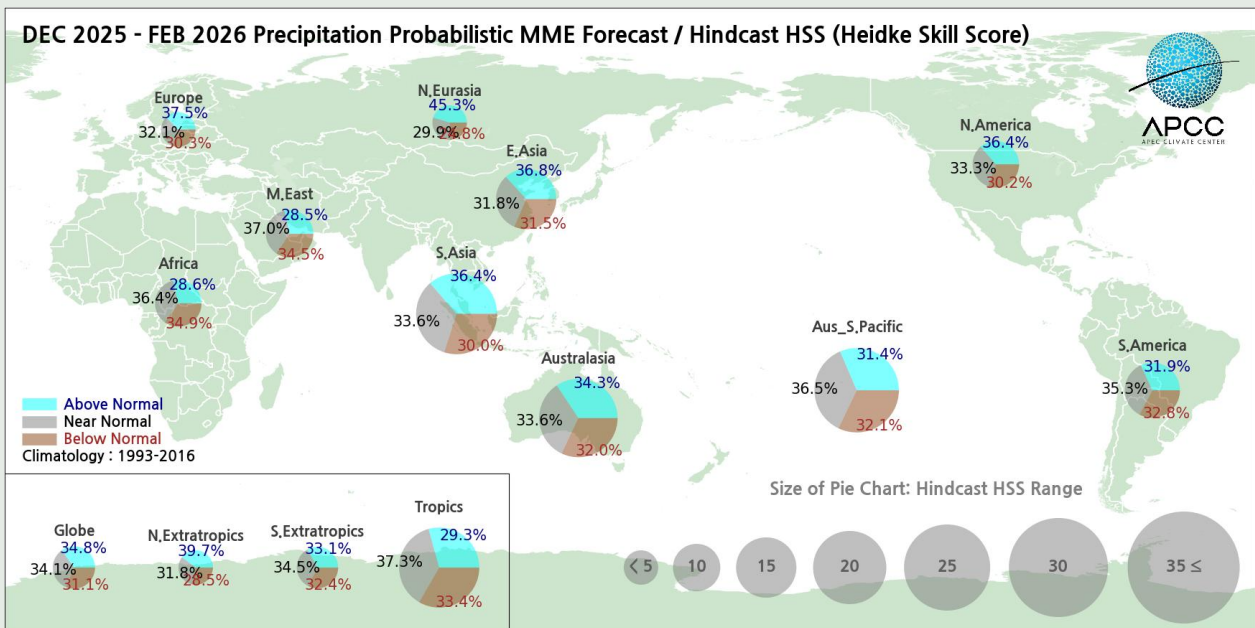 DEC 2025 - FEB 2026 Precipitation Probabilistic MME Forecast / Hindcast HSS (Heidke Skill Score)
APCC
APEC CLIMATE CENTER
Europe
37.5%
32.1%
30.3%
N.Eurasia
45.3%
29.9%
N.America
36.4%
33.3%
30.2%
E.Asia
36.8%
31.8%
31.5%
M.East
28.5%
37.0%
34.5%
S.Asia
36.4%
33.6%
30.0%
Africa
28.6%
36.4%
34.9%
Australasia
34.3%
33.6%
32.0%
Aus_S.Pacific
31.4%
36.5%
32.1%
S.America
31.9%
35.3%
32.8%
Above Normal
Near Normal
Below Normal
Climatology : 1993-2016
Globe
34.8%
34.1%
31.1%
N.Extratropics
39.7%
31.8%
28.5%
S.Extratropics
33.1%
34.5%
32.4%
Tropics
29.3%
37.3%
33.4%
Size of Pie Chart: Hindcast HSS Range
< 5
10
15
20
25
30
35 ≤